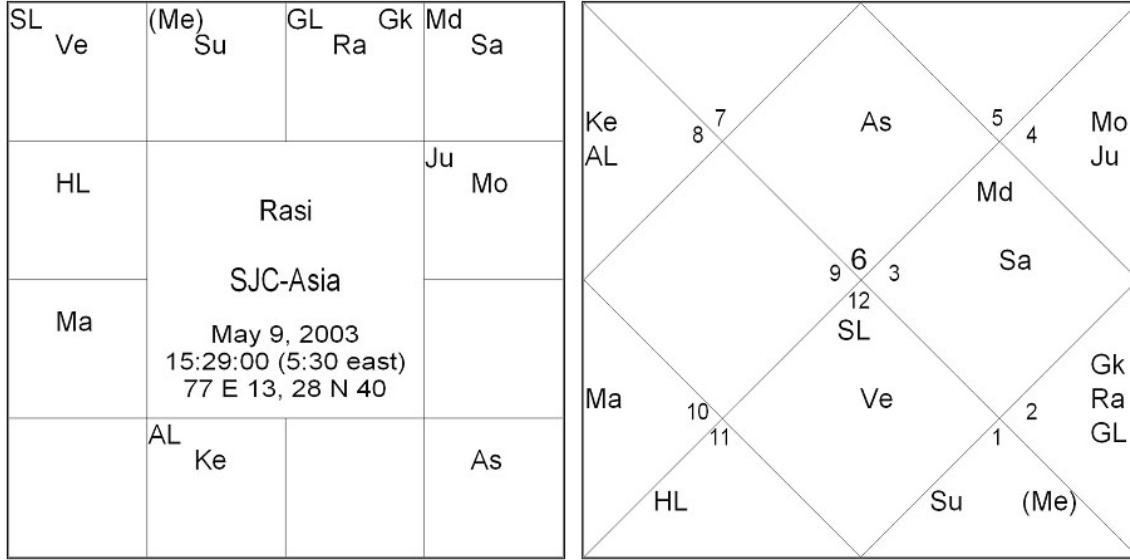 SL
Ve
(Me)
Su
GL Gk
Ra
Md
Sa
HL
Ju
Mo
Rasi
SJC-Asia
May 9, 2003
15:29:00 (5:30 east)
77 E 13, 28 N 40
Ma
AL
Ke
As
Ke
AL
8
7
As
5
4
Mo
Ju
Md
Sa
6
9
3
12
SL
Ve
Ma
10
11
HL
Gk
Ra
GL
2
1
Su
(Me)